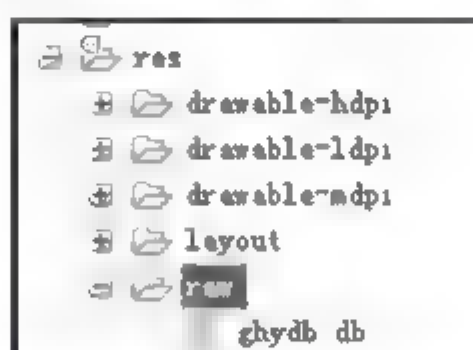 res
drawable-hdpi
drawable-ldpi
drawable-mdpi
layout
raw
ghydb db